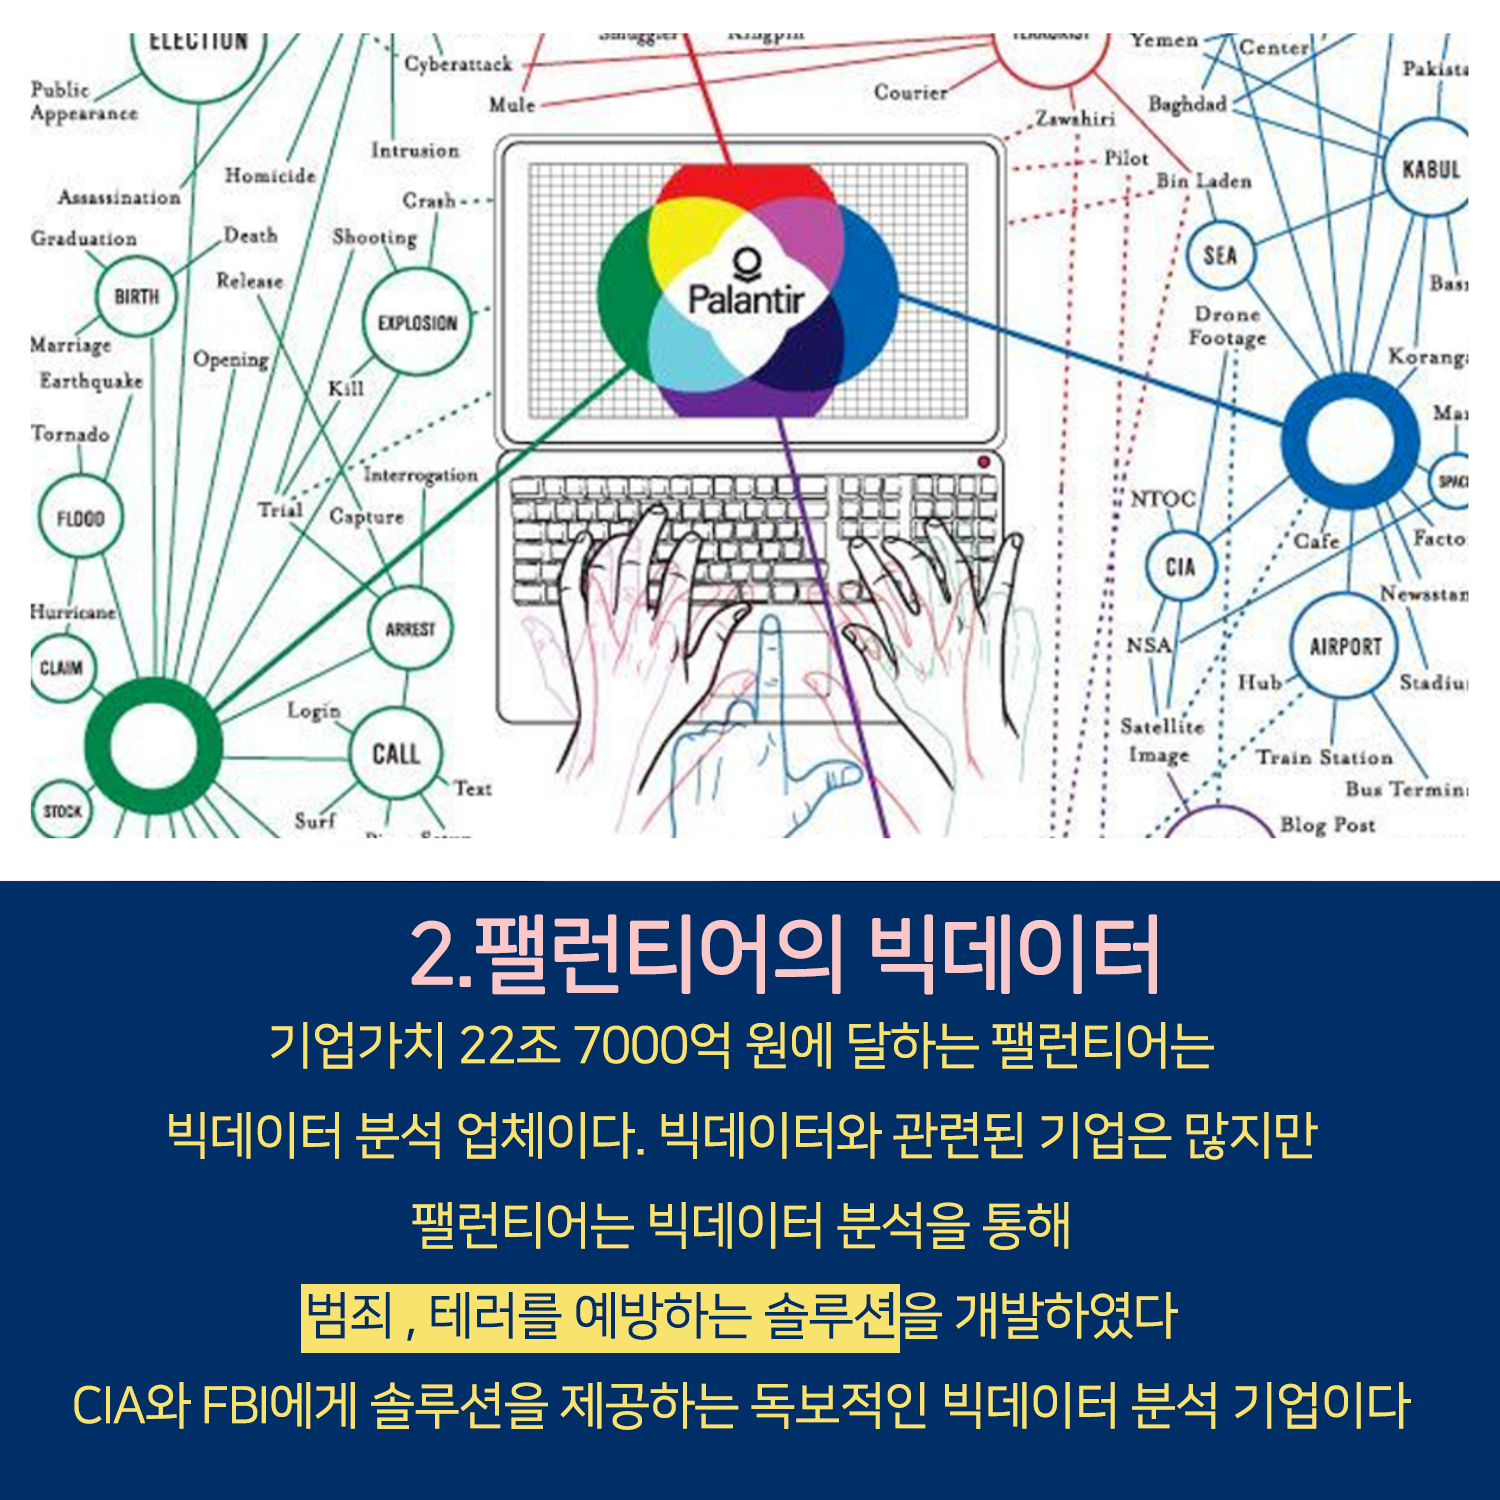 ELECTION
Smuggler
Kingpin
TERRORIST
Yemen
Center
Cyberattack
Public
Appearance
Mule
Courier
Baghdad
Zawahiri
Intrusion
Pilot
KABUL
Homicide
Bin Laden
Assassination
Crash
Graduation
Death
Shooting
SEA
Release
BIRTH
EXPLOSION
Palantir
Drone
Footage
Marriage
Opening
Earthquake
Kill
Tornado
Interrogation
FLOOD
Trial
Capture
NTOC
Cafe
CIA
Hurricane
ARREST
NSA
AIRPORT
CLAIM
Hub
Login
Satellite
Image
CALL
Train Station
Text
STOCK
Surf
Blog Post
2.팰런티어의 빅데이터
기업가치 22조 7000억 원에 달하는 팰런티어는
빅데이터 분석 업체이다. 빅데이터와 관련된 기업은 많지만
팰런티어는 빅데이터 분석을 통해
범죄 , 테러를 예방하는 솔루션을 개발하였다
CIA와 FBI에게 솔루션을 제공하는 독보적인 빅데이터 분석 기업이다